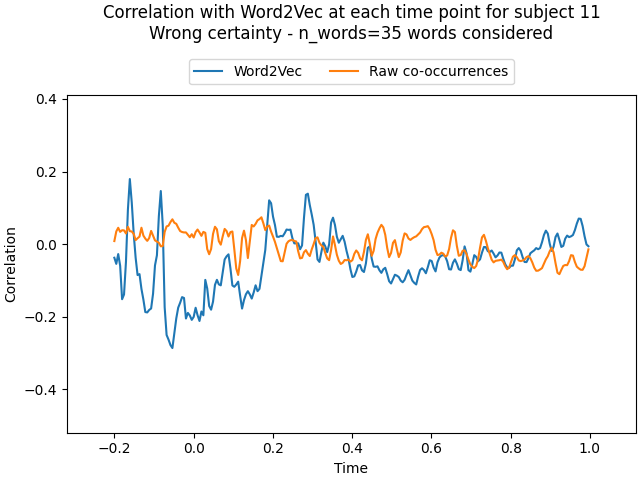 Correlation with Word2Vec at each time point for subject 11
Wrong certainty - n_words=35 words considered
Word2Vec
Raw co-occurrences
0.4
0.2
0.0
−0.2
−0.4
Correlation
−0.2
0.0
0.2
0.4
0.6
0.8
1.0
Time